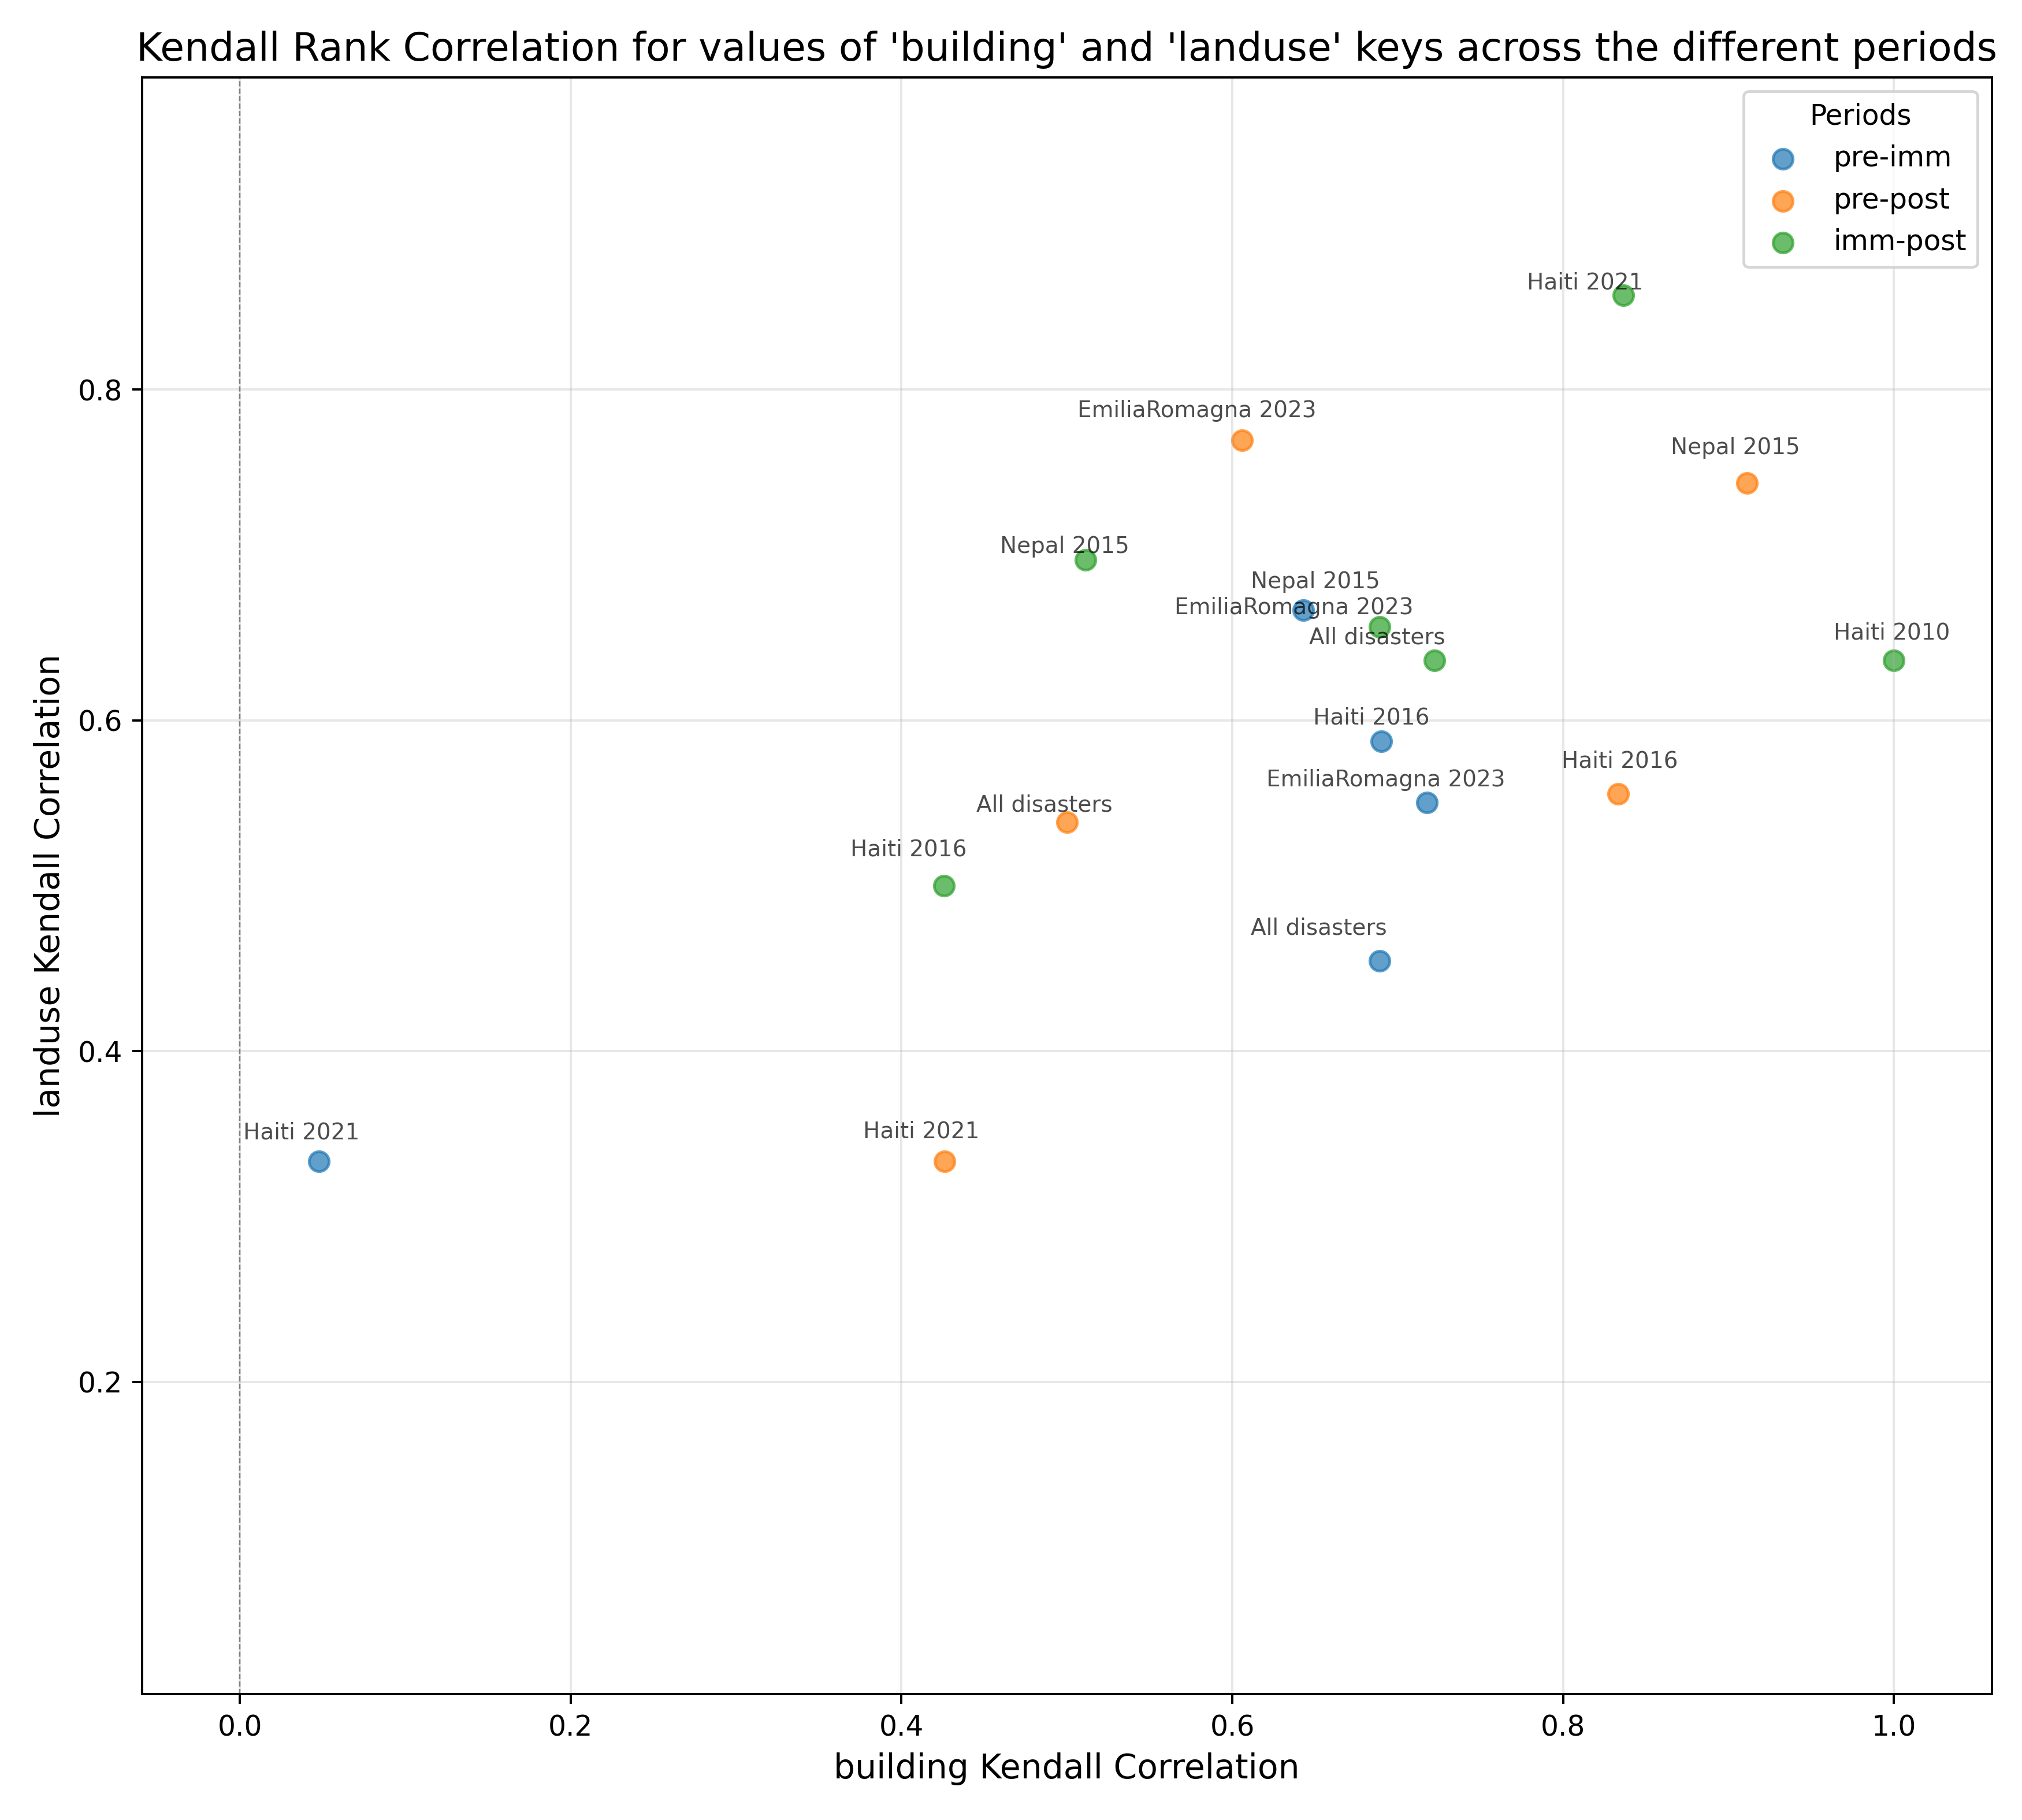 Kendall Rank Correlation for values of 'building' and 'landuse' keys across the different periods
Periods
pre-imm
pre-post
imm-post
Haiti 2021
EmiliaRomagna 2023
Nepal 2015
Nepal 2015
Nepal 2015
EmiliaRomagna 2023
All disasters
Haiti 2010
Haiti 2016
Haiti 2016
EmiliaRomagna 2023
All disasters
Haiti 2016
All disasters
Haiti 2021
Haiti 2021
0.8
0.6
0.4
0.2
landuse Kendall Correlation
0.0
0.2
0.4
0.6
0.8
1.0
building Kendall Correlation